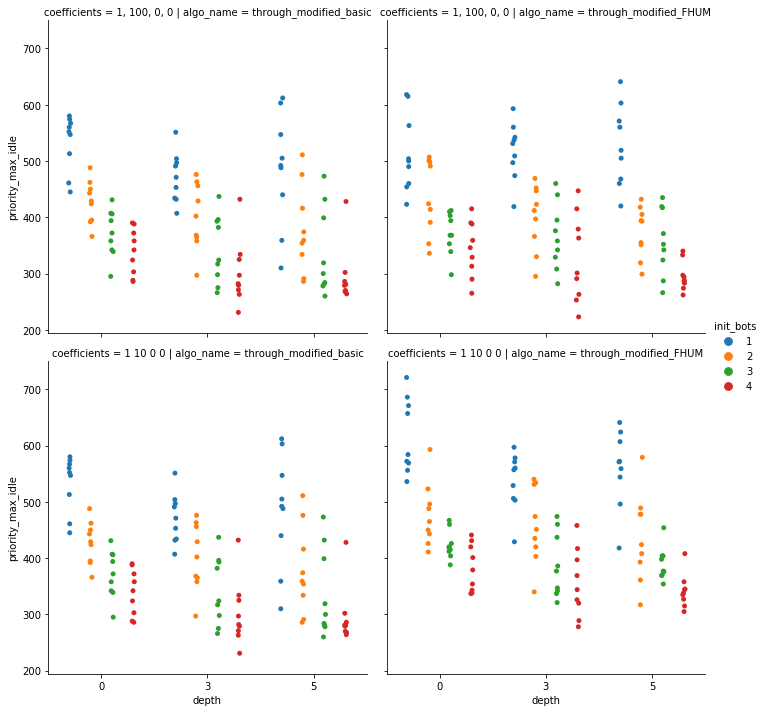 coefficients = 1, 100, 0, 0 | algo_name = through_modified_basic
coefficients = 1, 100, 0, 0 | algo_name = through_modified_FHUM
700
600
500
400
300
200
priority_max_idle
init_bots
1
2
3
4
coefficients = 1 10 0 0 | algo_name = through_modified_basic
coefficients = 1 10 0 0 | algo_name = through_modified_FHUM
700
600
500
400
300
200
priority_max_idle
0
3
5
depth
0
3
5
depth